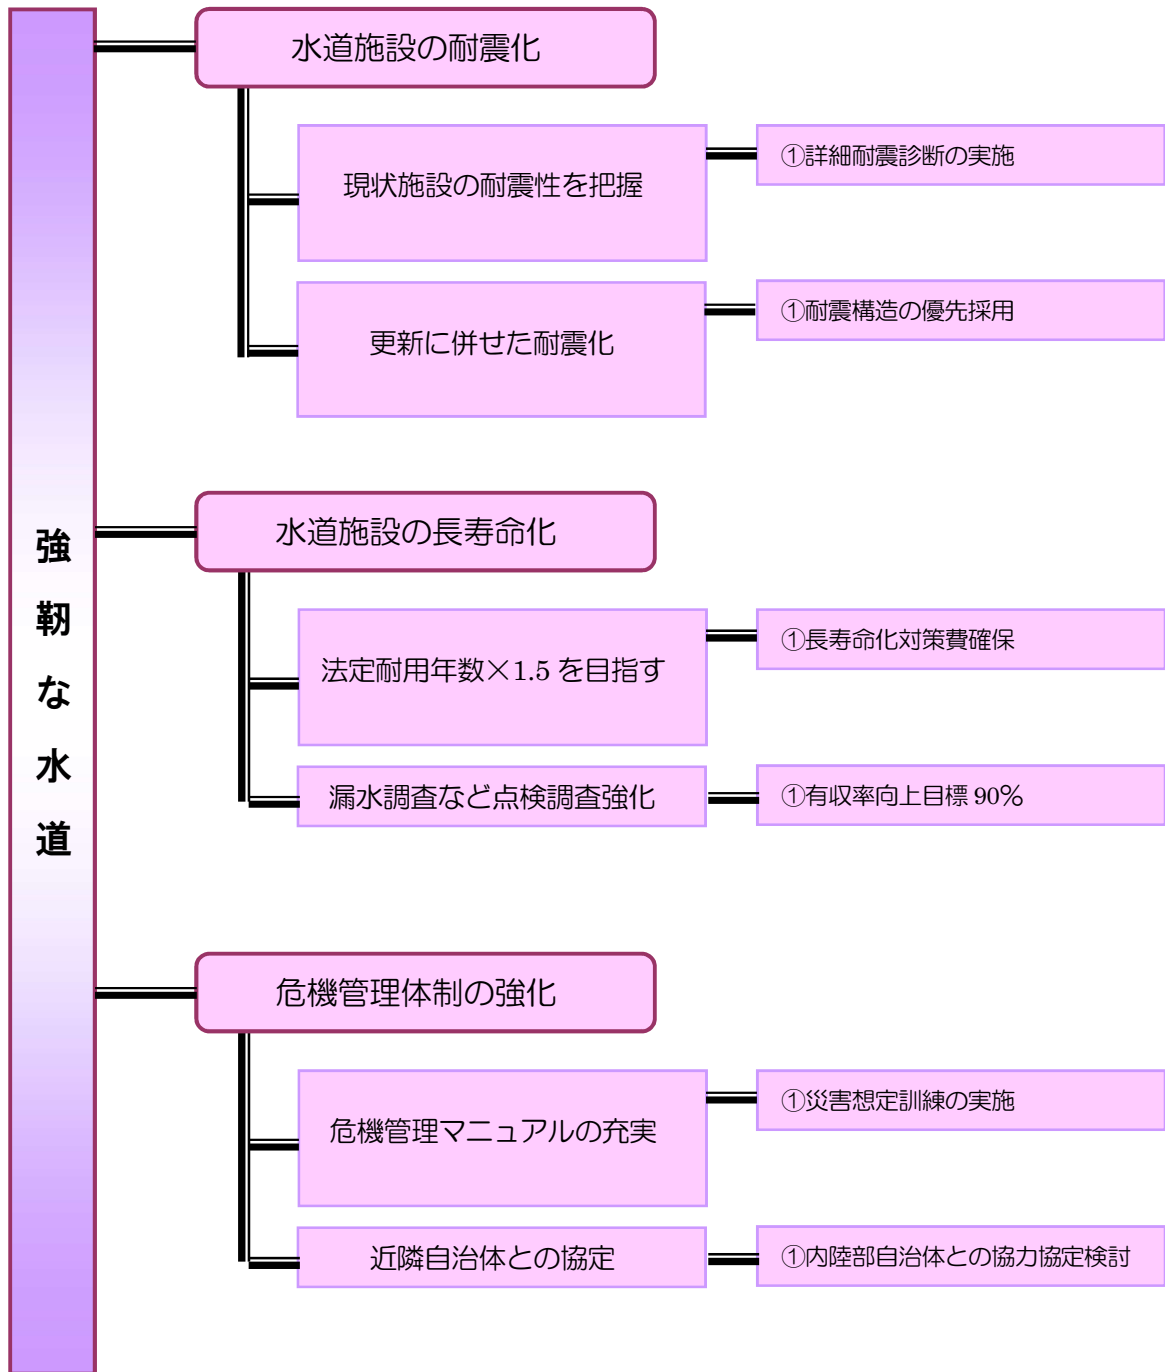 強靭な水道
水道施設の耐震化
現状施設の耐震性を把握
①詳細耐震診断の実施
更新に併せた耐震化
①耐震構造の優先採用
水道施設の長寿命化
法定耐用年数×1.5を目指す
①長寿命化対策費確保
漏水調査など点検調査強化
①有収率向上目標90%
危機管理体制の強化
危機管理マニュアルの充実
①災害想定訓練の実施
近隣自治体との協定
①内陸部自治体との協力協定検討